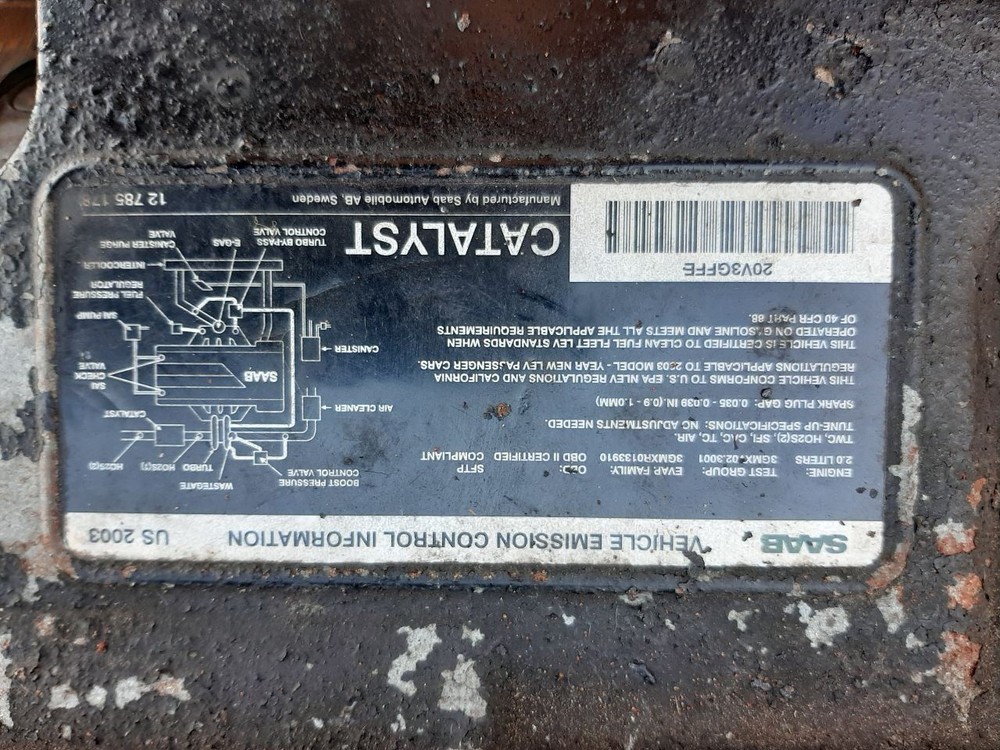 SAAB VEHICLE EMISSION CONTROL INFORMATION US 2003
ENGINE: TEST GROUP: EVAP FAMILY: OBD: SFTP
2.0 LITERS 3GMXV02.3001 3GMXR0133910 OBD II CERTIFIED COMPLIANT
TWC, HO2S(2), SFI, CAC, TC, AIR,
TUNE-UP SPECIFICATIONS: NO ADJUSTMENTS NEEDED.
SPARK PLUG GAP: 0.035 - 0.039 IN.(0.9 - 1.0MM)
THIS VEHICLE CONFORMS TO U.S. EPA NLEV REGULATIONS AND CALIFORNIA
REGULATIONS APPLICABLE TO 2003 MODEL - YEAR NEW LEV PASSENGER CARS.
THIS VEHICLE IS CERTIFIED TO CLEAN FUEL FLEET LEV STANDARDS WHEN
OPERATED ON GASOLINE AND MEETS ALL THE APPLICABLE REQUIREMENTS
OF 40 CFR PART 88.
20V3GFFE
CATALYST
Manufactured by Saab Automobile AB, Sweden 12 785 176
BOOST PRESSURE
CONTROL VALVE
WASTEGATE
TURBO
HO2S(1)
HO2S(2)
CATALYST
AIR CLEANER
SAI
CHECK
VALVE
SAAB
CANISTER
SAI PUMP
FUEL PRESSURE
REGULATOR
INTERCOOLER
TURBO BY-PASS
CONTROL VALVE
E-GAS
CANISTER PURGE
VALVE